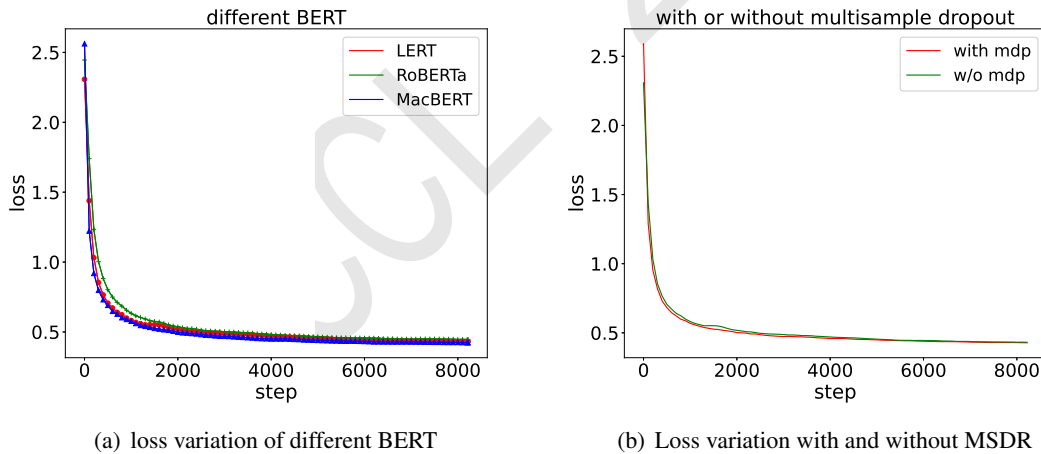 different BERT
2.5
2.0
1.5
1.0
0.5
loss
0
2000
4000
6000
8000
step
LERT
RoBERTa
MacBERT
(a) loss variation of different BERT
with or without multisample dropout
2.5
2.0
1.5
1.0
0.5
loss
0
2000
4000
6000
8000
step
with mdp
w/o mdp
(b) Loss variation with and without MSDR
CCL